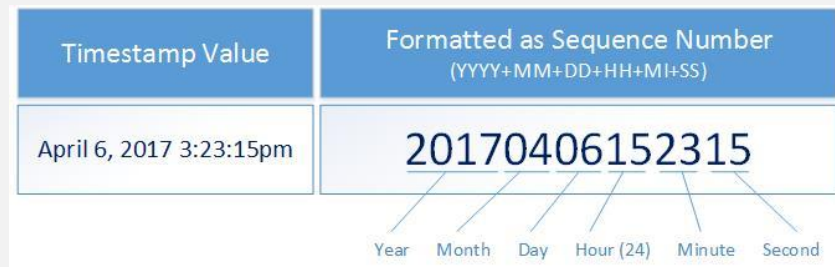 Timestamp Value
Formatted as Sequence Number
(YYYY+MM+DD+HH+MI+SS)
April 6, 2017 3:23:15pm
20170406152315
Year Month Day Hour (24) Minute Second